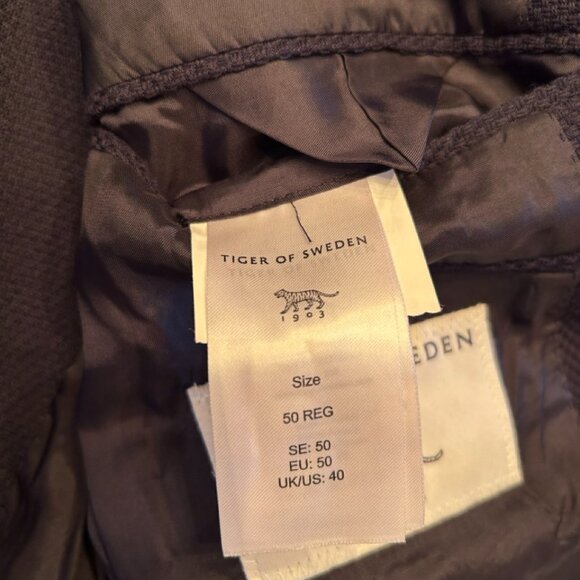 TIGER OF SWEDEN
1903
Size
50 REG
SE: 50
EU: 50
UK/US: 40
EDEN